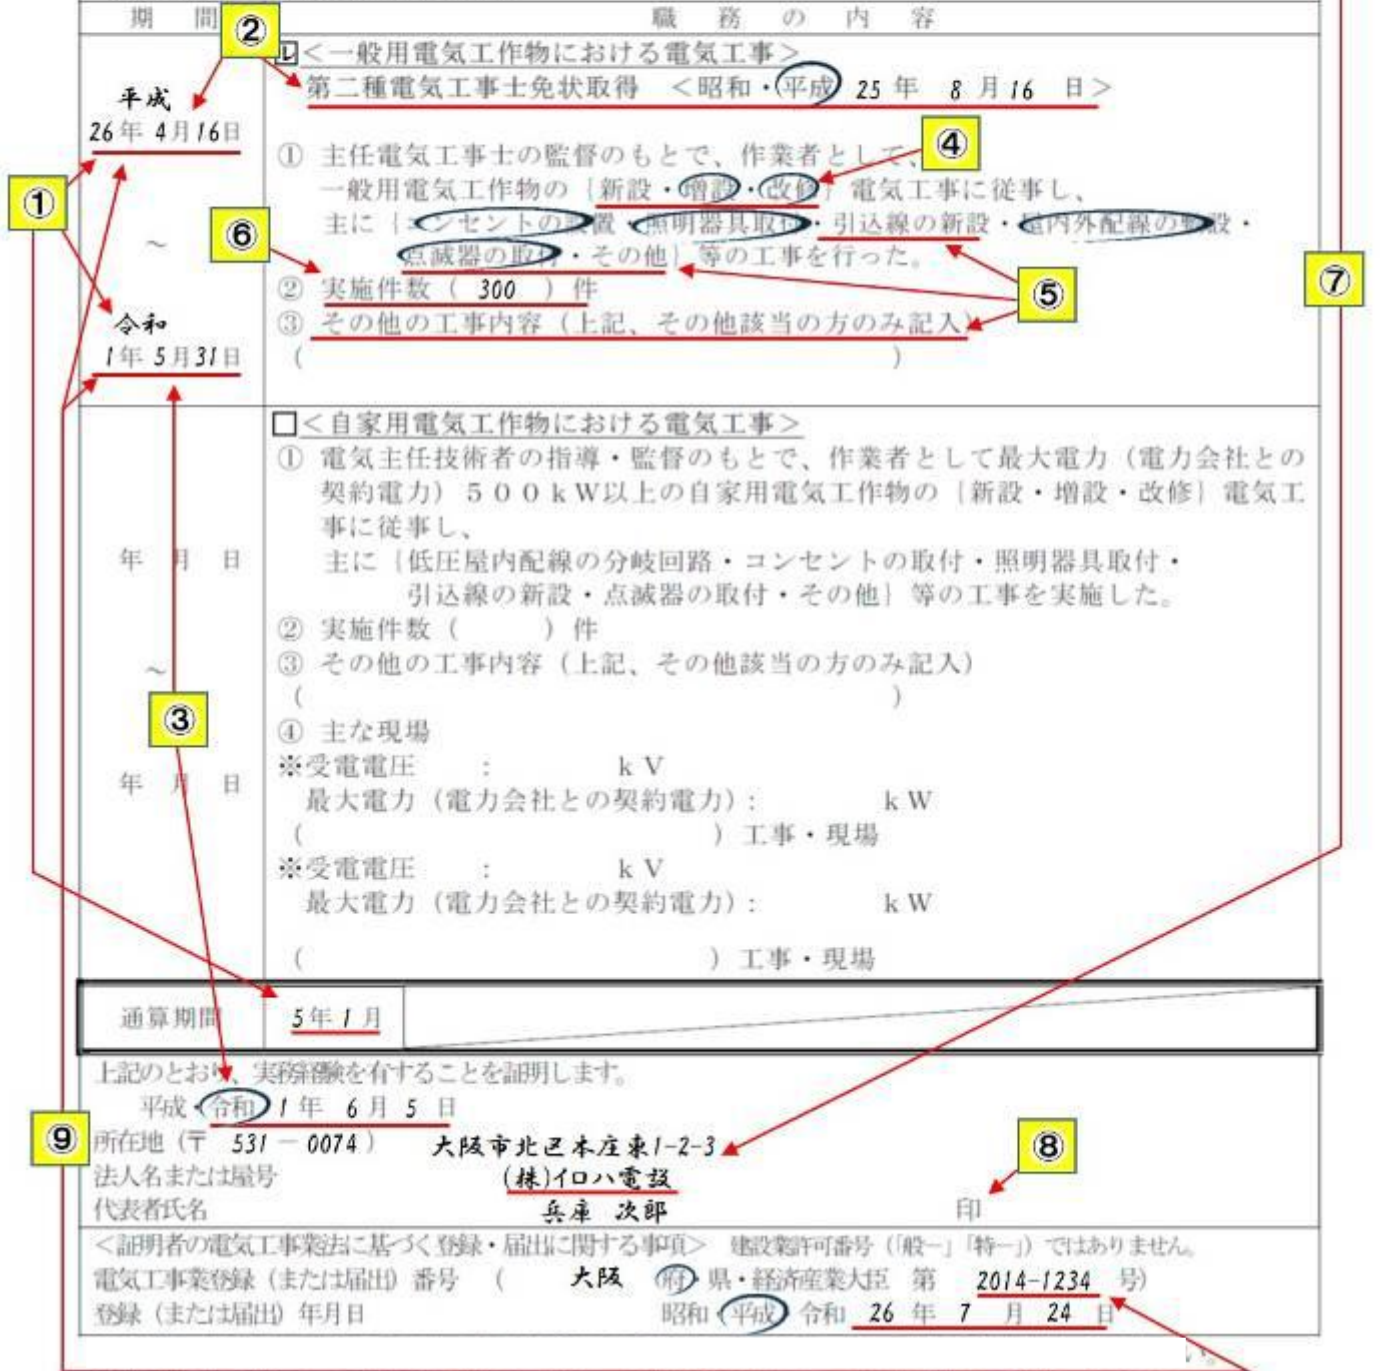 期 間 職 務 の 内 容
②
レ <一般用電気工作物における電気工事>
第二種電気工事士免状取得 <昭和・平成 25 年 8 月 16 日>
平成
26年 4月16日
① 主任電気工事士の監督のもとで、作業者として、 ④
① 一般用電気工作物の {新設・増設・改修} 電気工事に従事し、
⑥ 主に {コンセントの設置・照明器具取付・引込線の新設・屋内外配線の増設・
~ 点滅器の取付・その他} 等の工事を行った。
② 実施件数 ( 300 ) 件 ⑤ ⑦
令和
③ その他の工事内容 (上記、その他該当の方のみ記入)
1年 5月31日
( )
□ <自家用電気工作物における電気工事>
① 電気主任技術者の指導・監督のもとで、作業者として最大電力 (電力会社との
契約電力) 500kW以上の自家用電気工作物の {新設・増設・改修} 電気工
事に従事し、
年 月 日 主に {低圧屋内配線の分岐回路・コンセントの取付・照明器具取付・
引込線の新設・点滅器の取付・その他} 等の工事を実施した。
② 実施件数 ( ) 件
~ ③ その他の工事内容 (上記、その他該当の方のみ記入)
( )
③
④ 主な現場
※受電電圧 : kV
年 月 日 最大電力 (電力会社との契約電力) : kW
( ) 工事・現場
※受電電圧 : kV
最大電力 (電力会社との契約電力) : kW
( ) 工事・現場
通算期間 5年 1 月
上記のとおり、実務経験を有することを証明します。
平成・令和 1 年 6 月 5 日
⑨ 所在地 (〒 531 - 0074 ) 大阪市北区本庄東1-2-3 ⑧
法人名または屋号 (株)イロハ電設
代表者氏名 兵庫 次郎 印
<証明者の電気工事業法に基づく登録・届出に関する事項> 建設業許可番号 (「般-」「特-」) ではありません。
電気工事業登録 (または届出) 番号 ( 大阪 府・県・経済産業大臣 第 2014-1234 号)
登録 (または届出) 年月日 昭和・平成 令和 26 年 7 月 24 日
い。